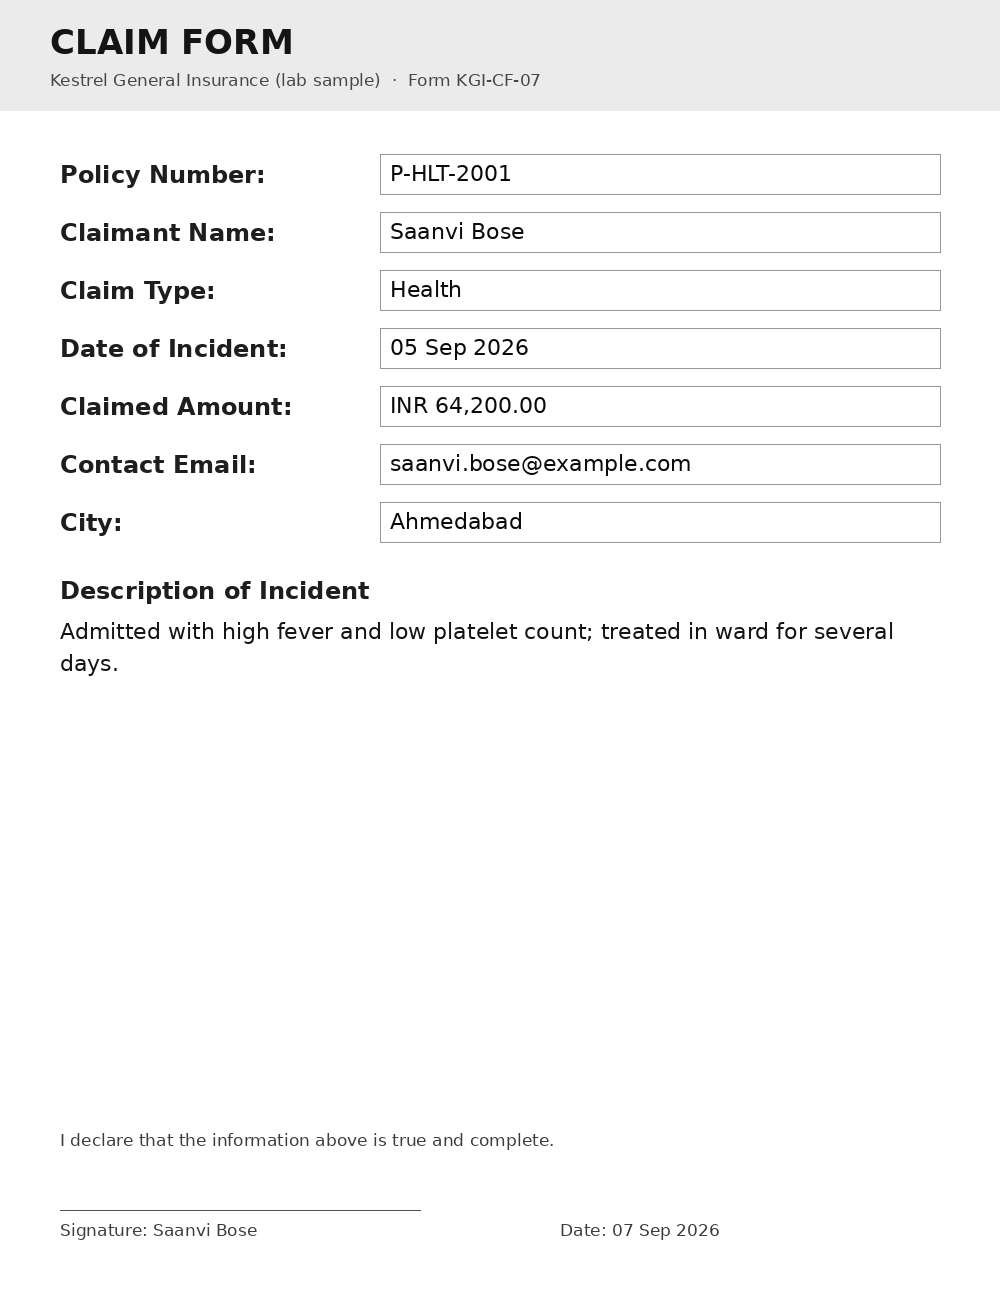 CLAIM FORM
Kestrel General Insurance (lab sample) · Form KGI-CF-07
Policy Number: P-HLT-2001
Claimant Name: Saanvi Bose
Claim Type: Health
Date of Incident: 05 Sep 2026
Claimed Amount: INR 64,200.00
Contact Email: saanvi.bose@example.com
City: Ahmedabad
Description of Incident
Admitted with high fever and low platelet count; treated in ward for several
days.
I declare that the information above is true and complete.
Signature: Saanvi Bose Date: 07 Sep 2026